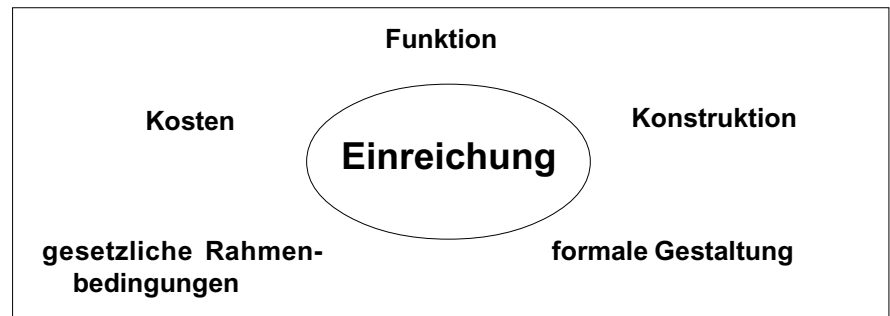 Funktion
Kosten
Konstruktion
Einreichung
gesetzliche Rahmen-
bedingungen
formale Gestaltung